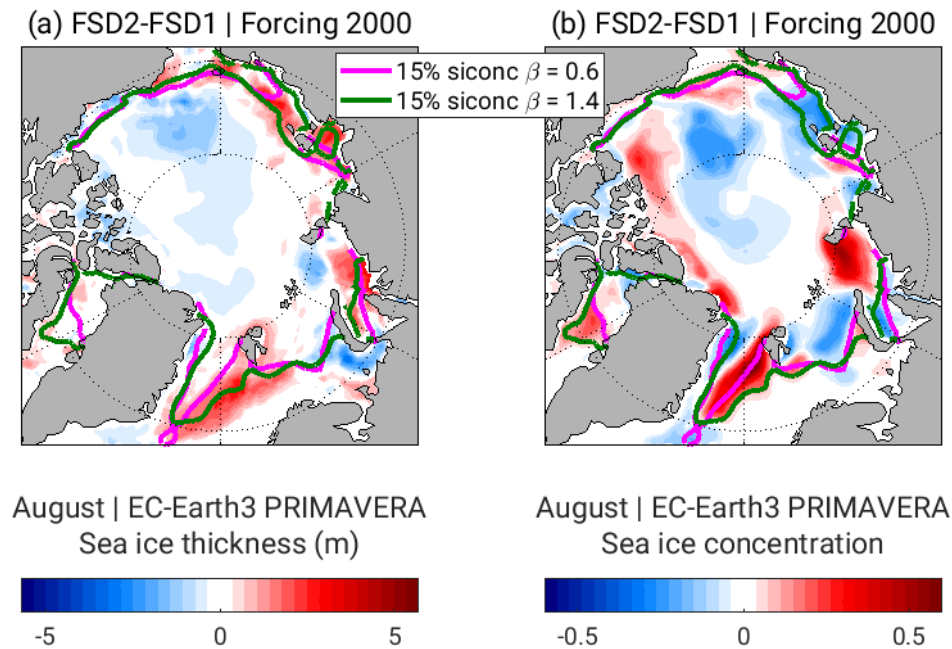 (a) FSD2-FSD1 | Forcing 2000
(b) FSD2-FSD1 | Forcing 2000
15% siconc β = 0.6
15% siconc β = 1.4
August | EC-Earth3 PRIMAVERA
Sea ice thickness (m)
-5 0 5
August | EC-Earth3 PRIMAVERA
Sea ice concentration
-0.5 0 0.5